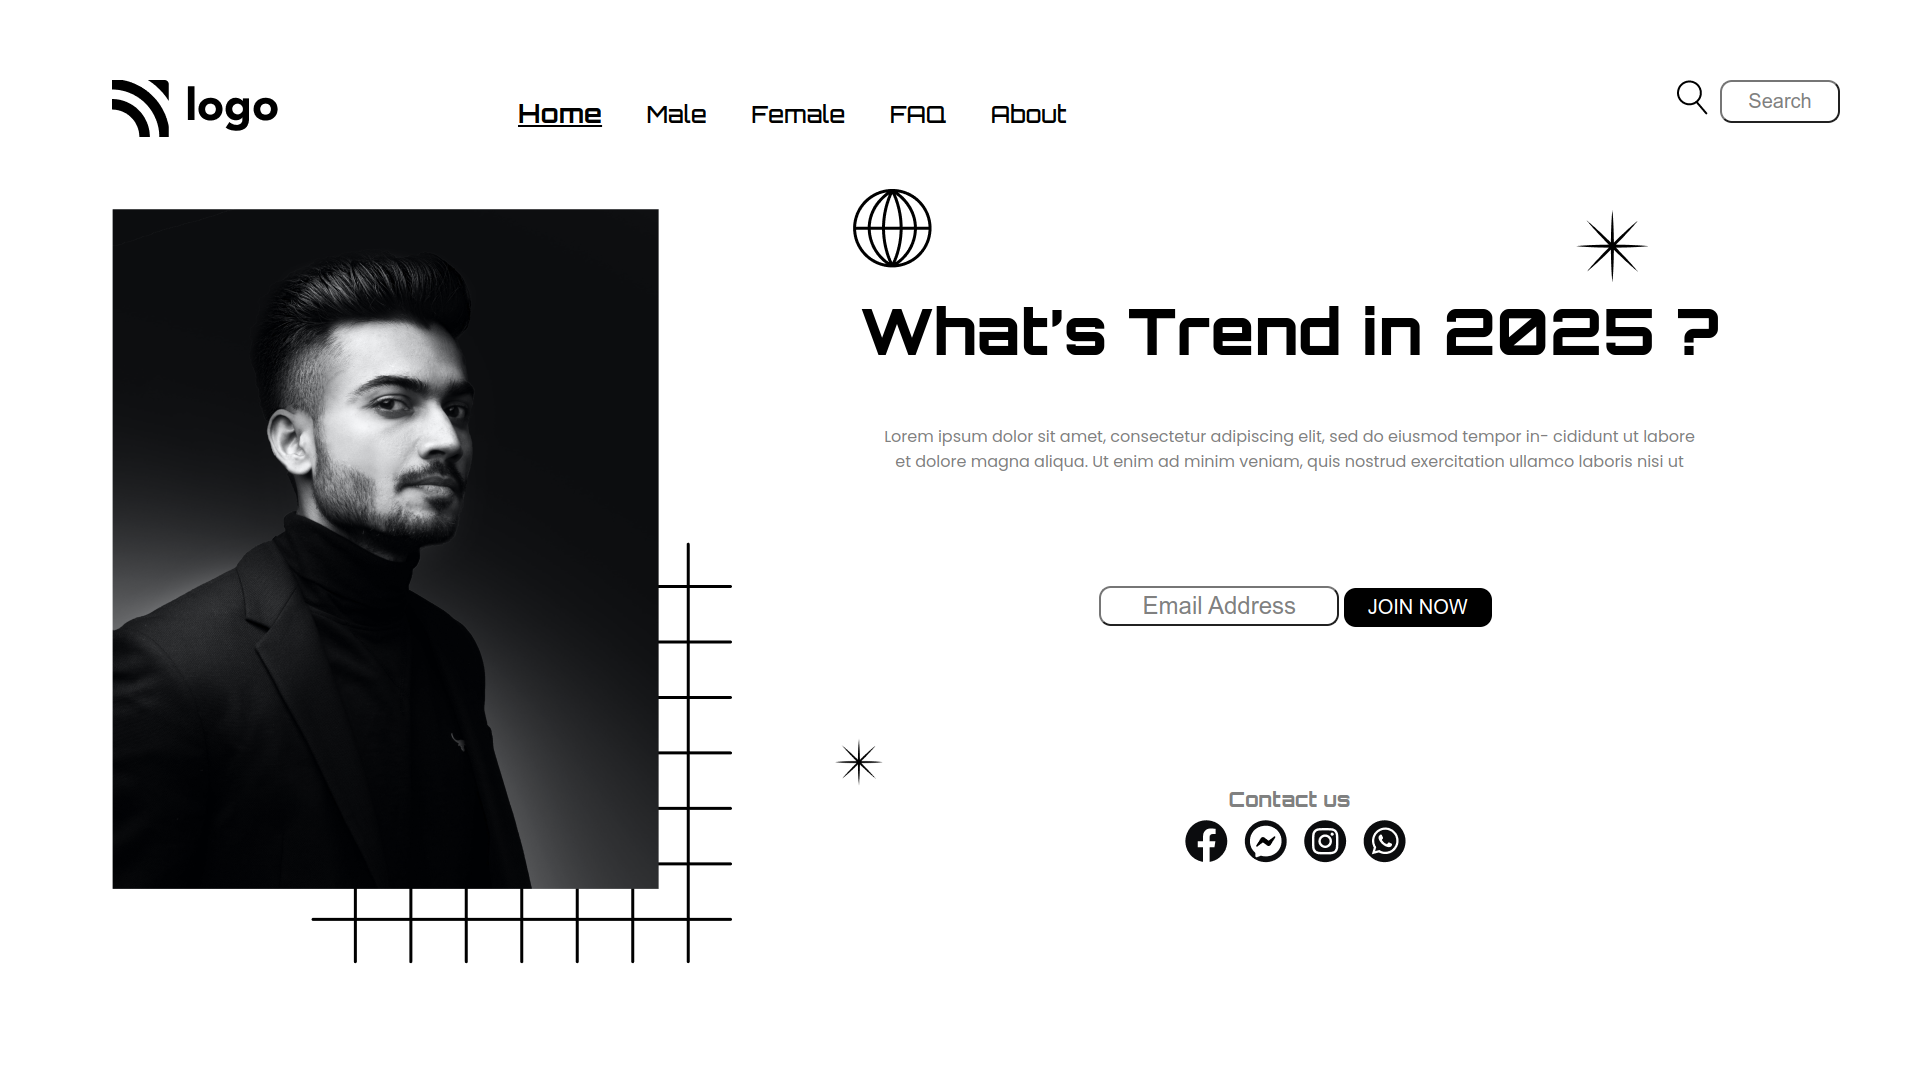 logo
Home Male Female FAQ About
Search
What's Trend in 2025 ?
Lorem ipsum dolor sit amet, consectetur adipiscing elit, sed do eiusmod tempor in- cididunt ut labore
et dolore magna aliqua. Ut enim ad minim veniam, quis nostrud exercitation ullamco laboris nisi ut
Email Address
JOIN NOW
Contact us